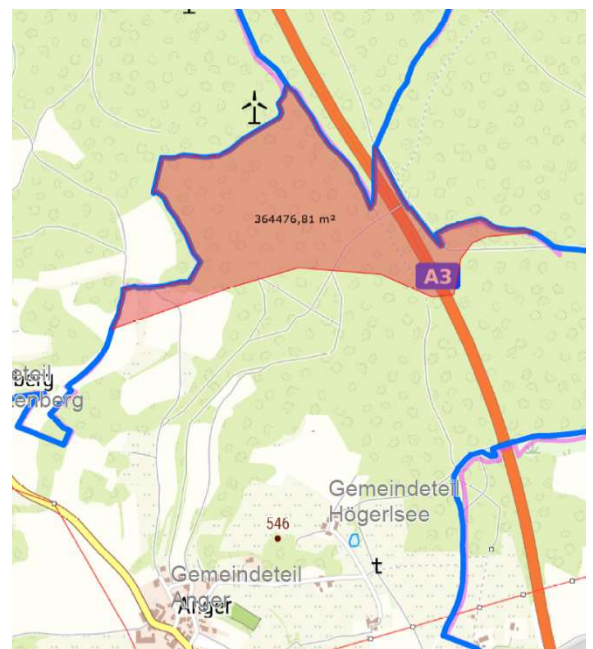 364476,81 m²
A3
berg
enberg
Gemeindeteil
Högerlsee
546
t
Gemeindeteil
Anger
Anger